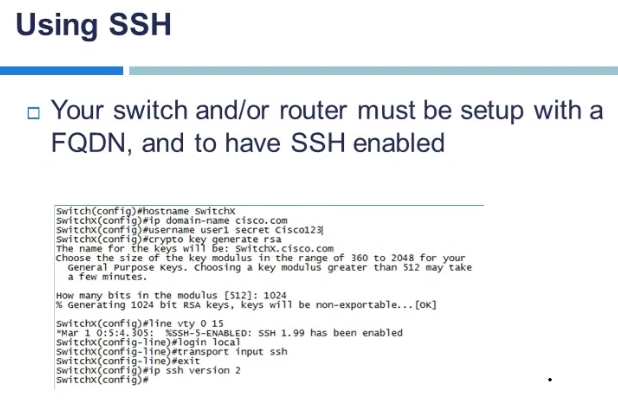 Using SSH
Your switch and/or router must be setup with a
FQDN, and to have SSH enabled
Switch(config)#hostname SwitchX
SwitchX(config)#ip domain-name cisco.com
SwitchX(config)#username user1 secret Cisco123
SwitchX(config)#crypto key generate rsa
The name for the keys will be: SwitchX.cisco.com
Choose the size of the key modulus in the range of 360 to 2048 for your
General Purpose Keys. Choosing a key modulus greater than 512 may take
a few minutes.
How many bits in the modulus [512]: 1024
% Generating 1024 bit RSA keys, keys will be non-exportable...[OK]
SwitchX(config)#line vty 0 15
*Mar 1 0:5:4.305: %SSH-5-ENABLED: SSH 1.99 has been enabled
SwitchX(config-line)#login local
SwitchX(config-line)#transport input ssh
SwitchX(config-line)#exit
SwitchX(config)#ip ssh version 2
SwitchX(config)#